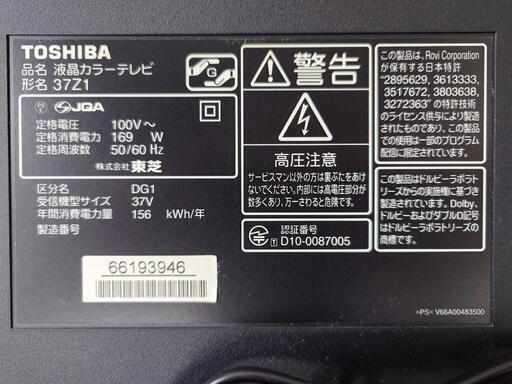 TOSHIBA
品名 液晶カラーテレビ
形名 37Z1
JQA
定格電圧 100V～
定格消費電力 169 W
定格周波数 50/60 Hz
株式会社 東芝
区分名 DG1
受信機型サイズ 37V
年間消費電力量 156 kWh/年
製造番号
66193946
G
警告
高圧注意
サービスマン以外の方は裏ぶたをあけな
いでください。内部には高電圧部分が
数多くあり、万一さわると危険です。
T
認証番号
D10-0087005
この製品は、Rovi Corporation
が保有する日本特許
"2895629, 3613333,
3517672, 3803638,
3272363" の特許技術
のライセンス供与により製造
されたものであり、この製品
での使用は一部のプログラム
配信に限定されています。
この製品は、ドルビーラボラト
リーズからの実施権に基づき
製造されています。Dolby、
ドルビー及びダブルD記号は
ドルビーラボラトリーズの
商標です。
>PS< V66A00483500